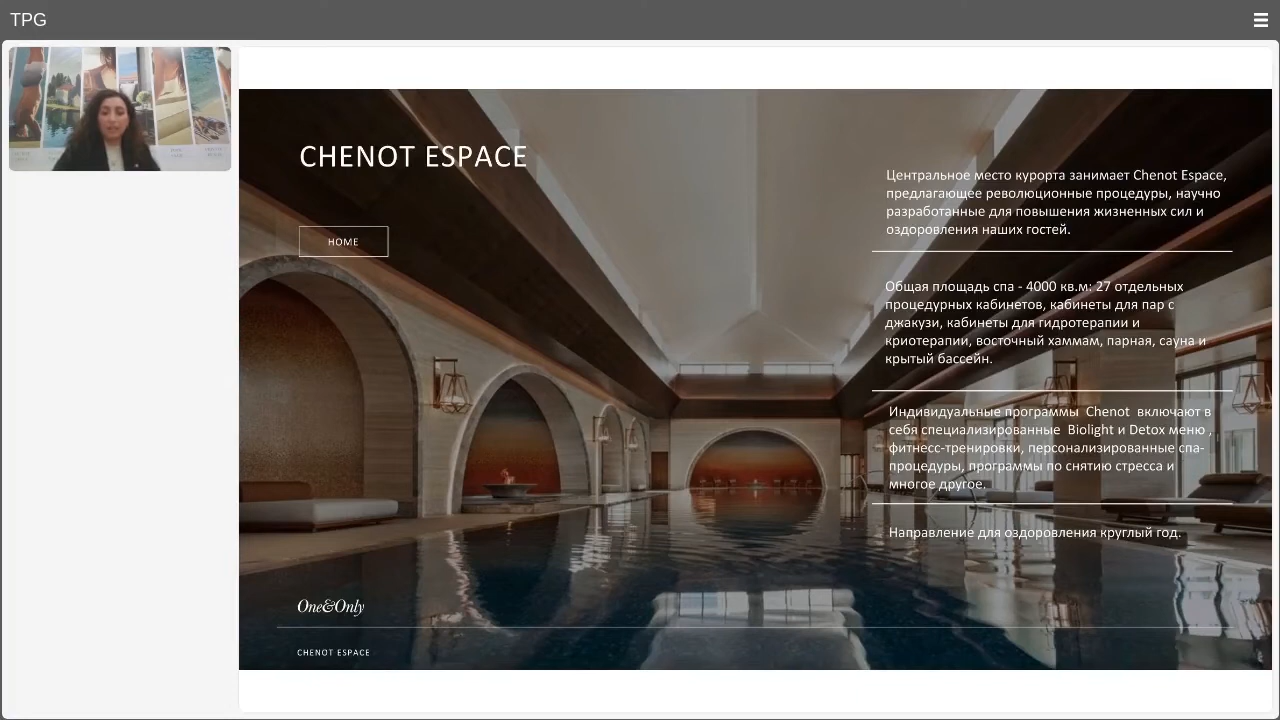 TPG
CHENOT ESPACE
HOME
Центральное место курорта занимает Chenot Espace,
предлагающее революционные процедуры, научно
разработанные для повышения жизненных сил и
оздоровления наших гостей.
Общая площадь спа - 4000 кв.м: 27 отдельных
процедурных кабинетов, кабинеты для пар с
джакузи, кабинеты для гидротерапии и
криотерапии, восточный хаммам, парная, сауна и
крытый бассейн.
Индивидуальные программы Chenot включают в
себя специализированные Biolight и Detox меню ,
фитнесс-тренировки, персонализированные спа-
процедуры, программы по снятию стресса и
многое другое.
Направление для оздоровления круглый год.
One&Only
CHENOT ESPACE